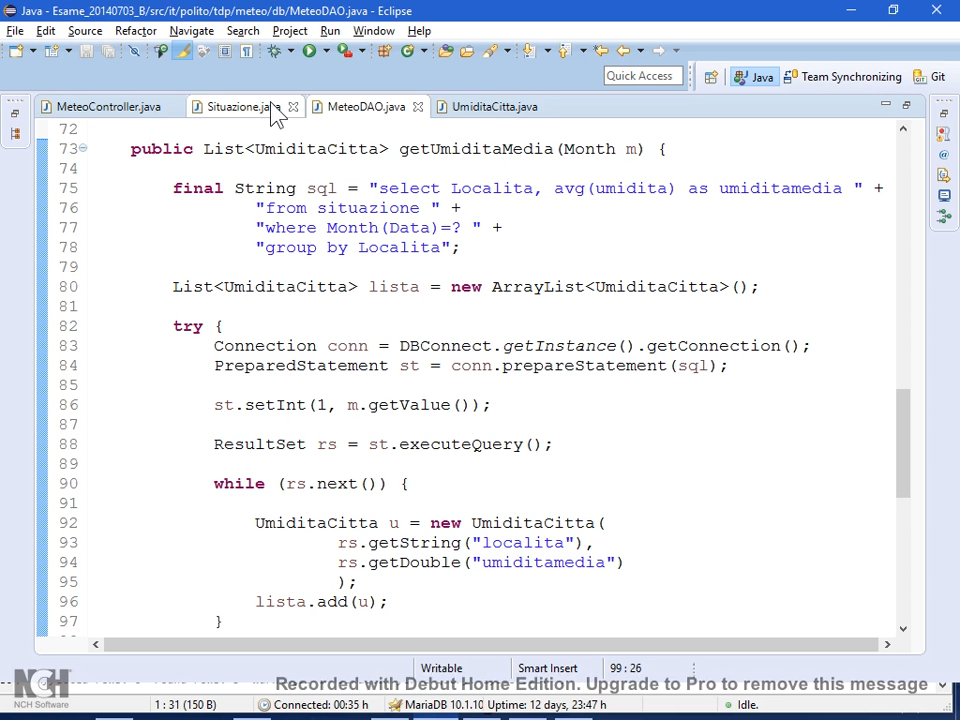 Java - Esame_20140703_B/src/it/polito/tdp/meteo/db/MeteoDAO.java - Eclipse
File Edit Source Refactor Navigate Search Project Run Window Help
Quick Access Java Team Synchronizing Git
MeteoController.java Situazione.java MeteoDAO.java UmiditaCitta.java
72
73 public List<UmiditaCitta> getUmiditaMedia(Month m) {
74
75 final String sql = "select Localita, avg(umidita) as umiditamedia " +
76 "from situazione " +
77 "where Month(Data)=? " +
78 "group by Localita";
79
80 List<UmiditaCitta> lista = new ArrayList<UmiditaCitta>();
81
82 try {
83 Connection conn = DBConnect.getInstance().getConnection();
84 PreparedStatement st = conn.prepareStatement(sql);
85
86 st.setInt(1, m.getValue());
87
88 ResultSet rs = st.executeQuery();
89
90 while (rs.next()) {
91
92 UmiditaCitta u = new UmiditaCitta(
93 rs.getString("localita"),
94 rs.getDouble("umiditamedia")
95 );
96 lista.add(u);
97 }
Writable Smart Insert 99 : 26
NCH
Recorded with Debut Home Edition. Upgrade to Pro to remove this message
NCH Software
1 : 31 (150 B) Connected: 00:35 h MariaDB 10.1.10 Uptime: 12 days, 23:47 h Idle.